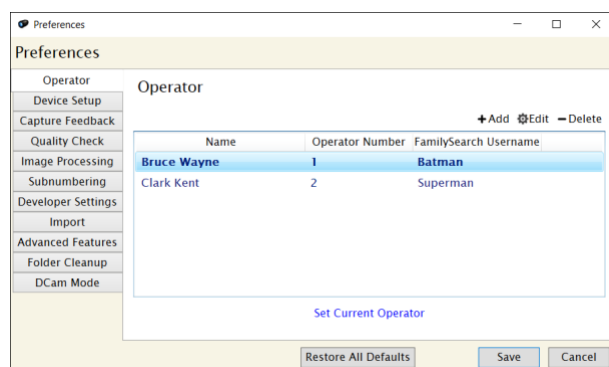 Preferences
Preferences
Operator
Device Setup
Capture Feedback
Quality Check
Image Processing
Subnumbering
Developer Settings
Import
Advanced Features
Folder Cleanup
DCam Mode
Operator
Add Edit Delete
Name Operator Number FamilySearch Username
Bruce Wayne 1 Batman
Clark Kent 2 Superman
Set Current Operator
Restore All Defaults Save Cancel